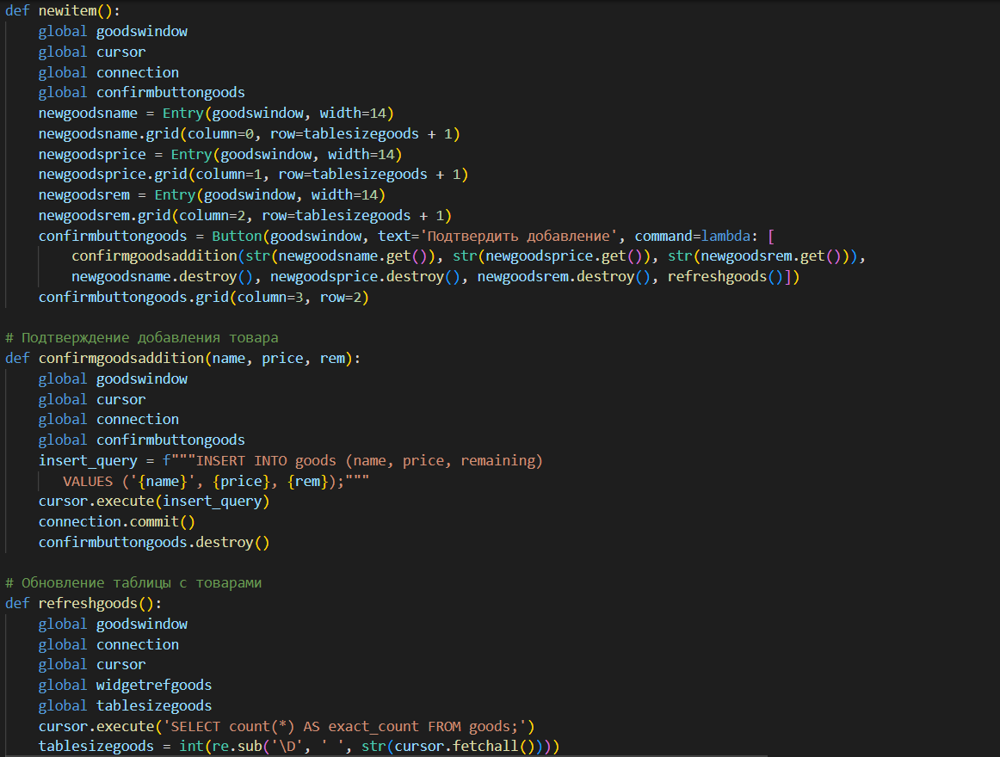 def newitem():
    global goodswindow
    global cursor
    global connection
    global confirmbuttongoods
    newgoodsname = Entry(goodswindow, width=14)
    newgoodsname.grid(column=0, row=tablesizegoods + 1)
    newgoodsprice = Entry(goodswindow, width=14)
    newgoodsprice.grid(column=1, row=tablesizegoods + 1)
    newgoodsrem = Entry(goodswindow, width=14)
    newgoodsrem.grid(column=2, row=tablesizegoods + 1)
    confirmbuttongoods = Button(goodswindow, text='Подтвердить добавление', command=lambda: [
        confirmgoodsaddition(str(newgoodsname.get()), str(newgoodsprice.get()), str(newgoodsrem.get())),
        newgoodsname.destroy(), newgoodsprice.destroy(), newgoodsrem.destroy(), refreshgoods()])
    confirmbuttongoods.grid(column=3, row=2)

# Подтверждение добавления товара
def confirmgoodsaddition(name, price, rem):
    global goodswindow
    global cursor
    global connection
    global confirmbuttongoods
    insert_query = f"""INSERT INTO goods (name, price, remaining)
       VALUES ('{name}', {price}, {rem});"""
    cursor.execute(insert_query)
    connection.commit()
    confirmbuttongoods.destroy()

# Обновление таблицы с товарами
def refreshgoods():
    global goodswindow
    global connection
    global cursor
    global widgetrefgoods
    global tablesizegoods
    cursor.execute('SELECT count(*) AS exact_count FROM goods;')
    tablesizegoods = int(re.sub('\D', ' ', str(cursor.fetchall())))